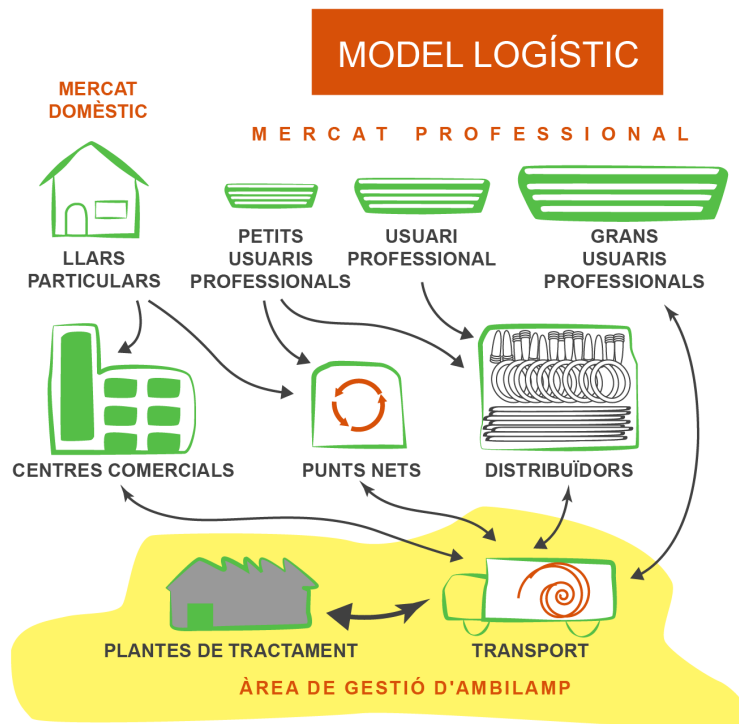 MODEL LOGÍSTIC
MERCAT
DOMÈSTIC
MERCAT PROFESSIONAL
LLARS
PARTICULARS
PETITS
USUARIS
PROFESSIONALS
USUARI
PROFESSIONAL
GRANS
USUARIS
PROFESSIONALS
CENTRES COMERCIALS
PUNTS NETS
DISTRIBUÏDORS
PLANTES DE TRACTAMENT
TRANSPORT
ÀREA DE GESTIÓ D'AMBILAMP